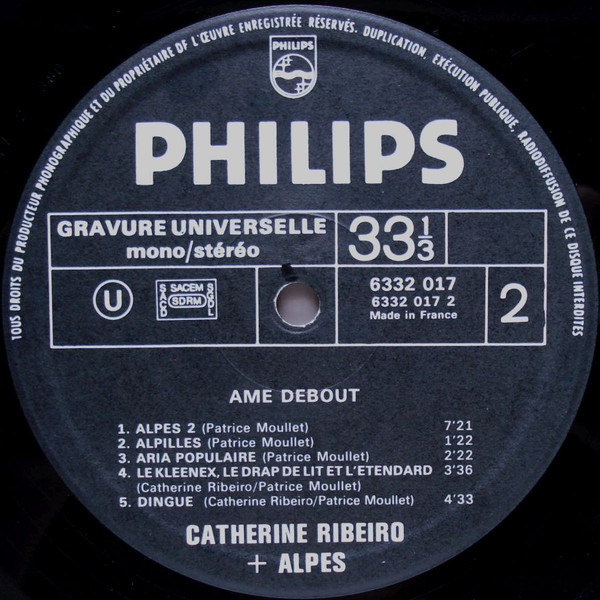 TOUS DROITS DU PRODUCTEUR PHONOGRAPHIQUE ET DU PROPRIÉTAIRE DE L'ŒUVRE ENREGISTRÉE RÉSERVÉS. DUPLICATION, EXÉCUTION PUBLIQUE, RADIODIFFUSION DE CE DISQUE INTERDITES
PHILIPS
PHILIPS
GRAVURE UNIVERSELLE
mono/stéréo
33 1/3
U
SACEM
SACD
SDRM
SGDL
6332 017
6332 017 2
Made in France
2
AME DEBOUT
1. ALPES 2 (Patrice Moullet) 7'21
2. ALPILLES (Patrice Moullet) 1'22
3. ARIA POPULAIRE (Patrice Moullet) 2'22
4. LE KLEENEX, LE DRAP DE LIT ET L'ETENDARD 3'36
(Catherine Ribeiro/Patrice Moullet)
5. DINGUE (Catherine Ribeiro/Patrice Moullet) 4'33
CATHERINE RIBEIRO
+ ALPES